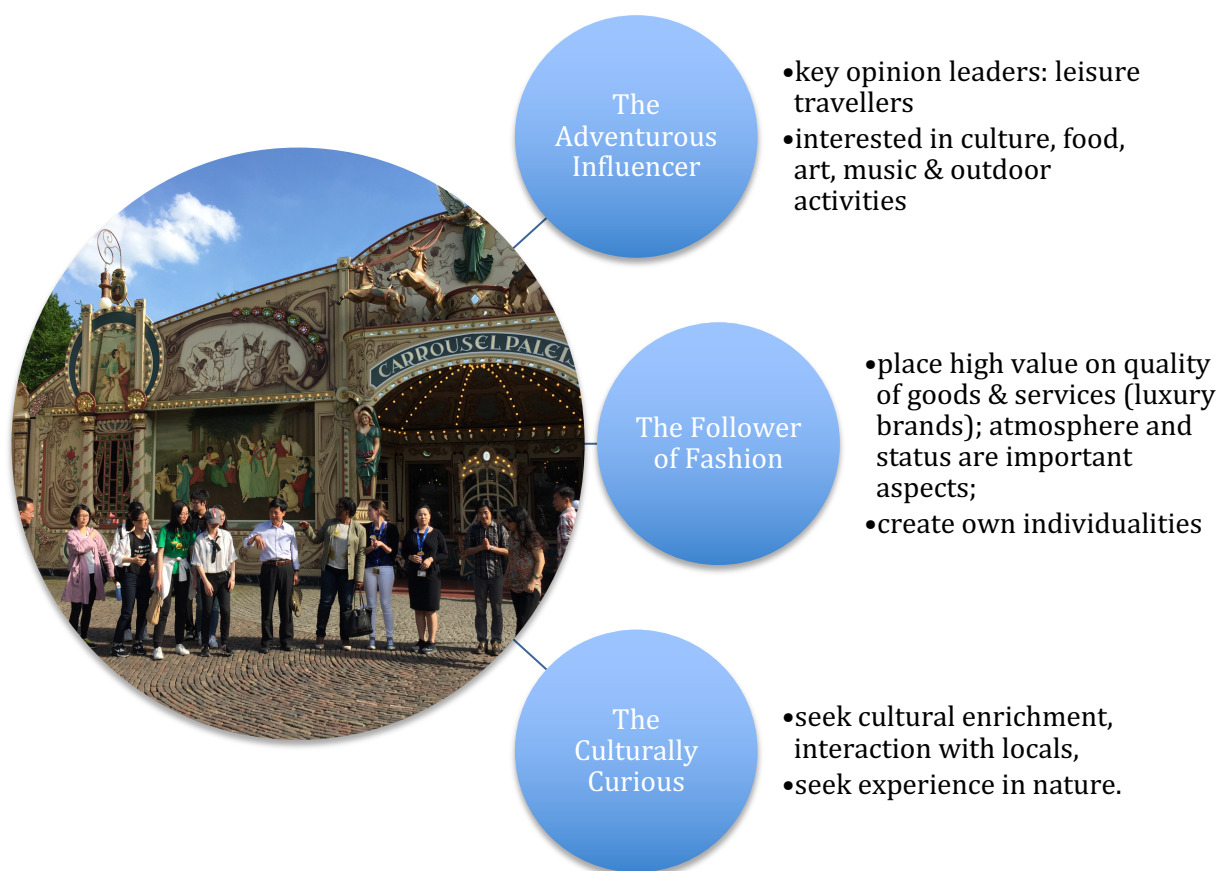 The
Adventurous
Influencer
•key opinion leaders: leisure
travellers
•interested in culture, food,
art, music & outdoor
activities
CARROUSEL PALEIS
The Follower
of Fashion
•place high value on quality
of goods & services (luxury
brands); atmosphere and
status are important
aspects;
•create own individualities
The
Culturally
Curious
•seek cultural enrichment,
interaction with locals,
•seek experience in nature.